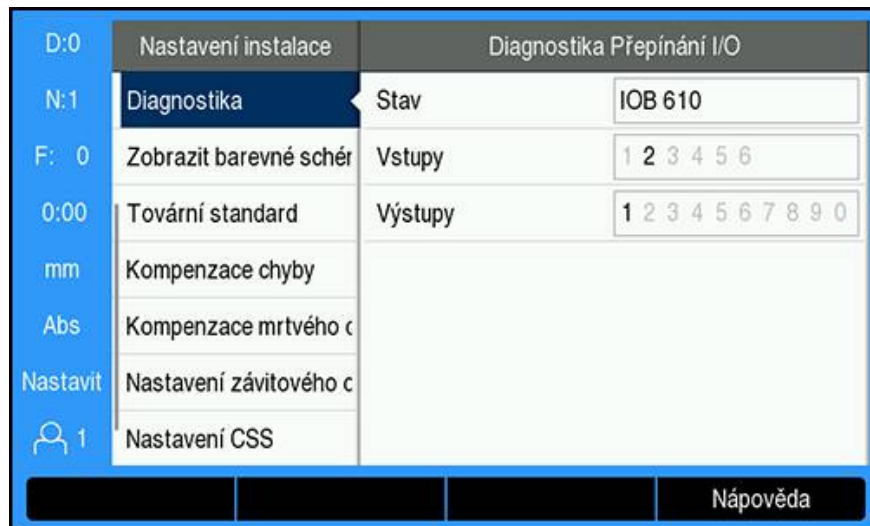 D:0 Nastavení instalace Diagnostika Přepínání I/O
N:1 Diagnostika Stav IOB 610
F: 0 Zobrazit barevné schér Vstupy 1 2 3 4 5 6
0:00 Tovární standard Výstupy 1 2 3 4 5 6 7 8 9 0
mm Kompenzace chyby
Abs Kompenzace mrtvého c
Nastavit Nastavení závitového c
1 Nastavení CSS
Nápověda